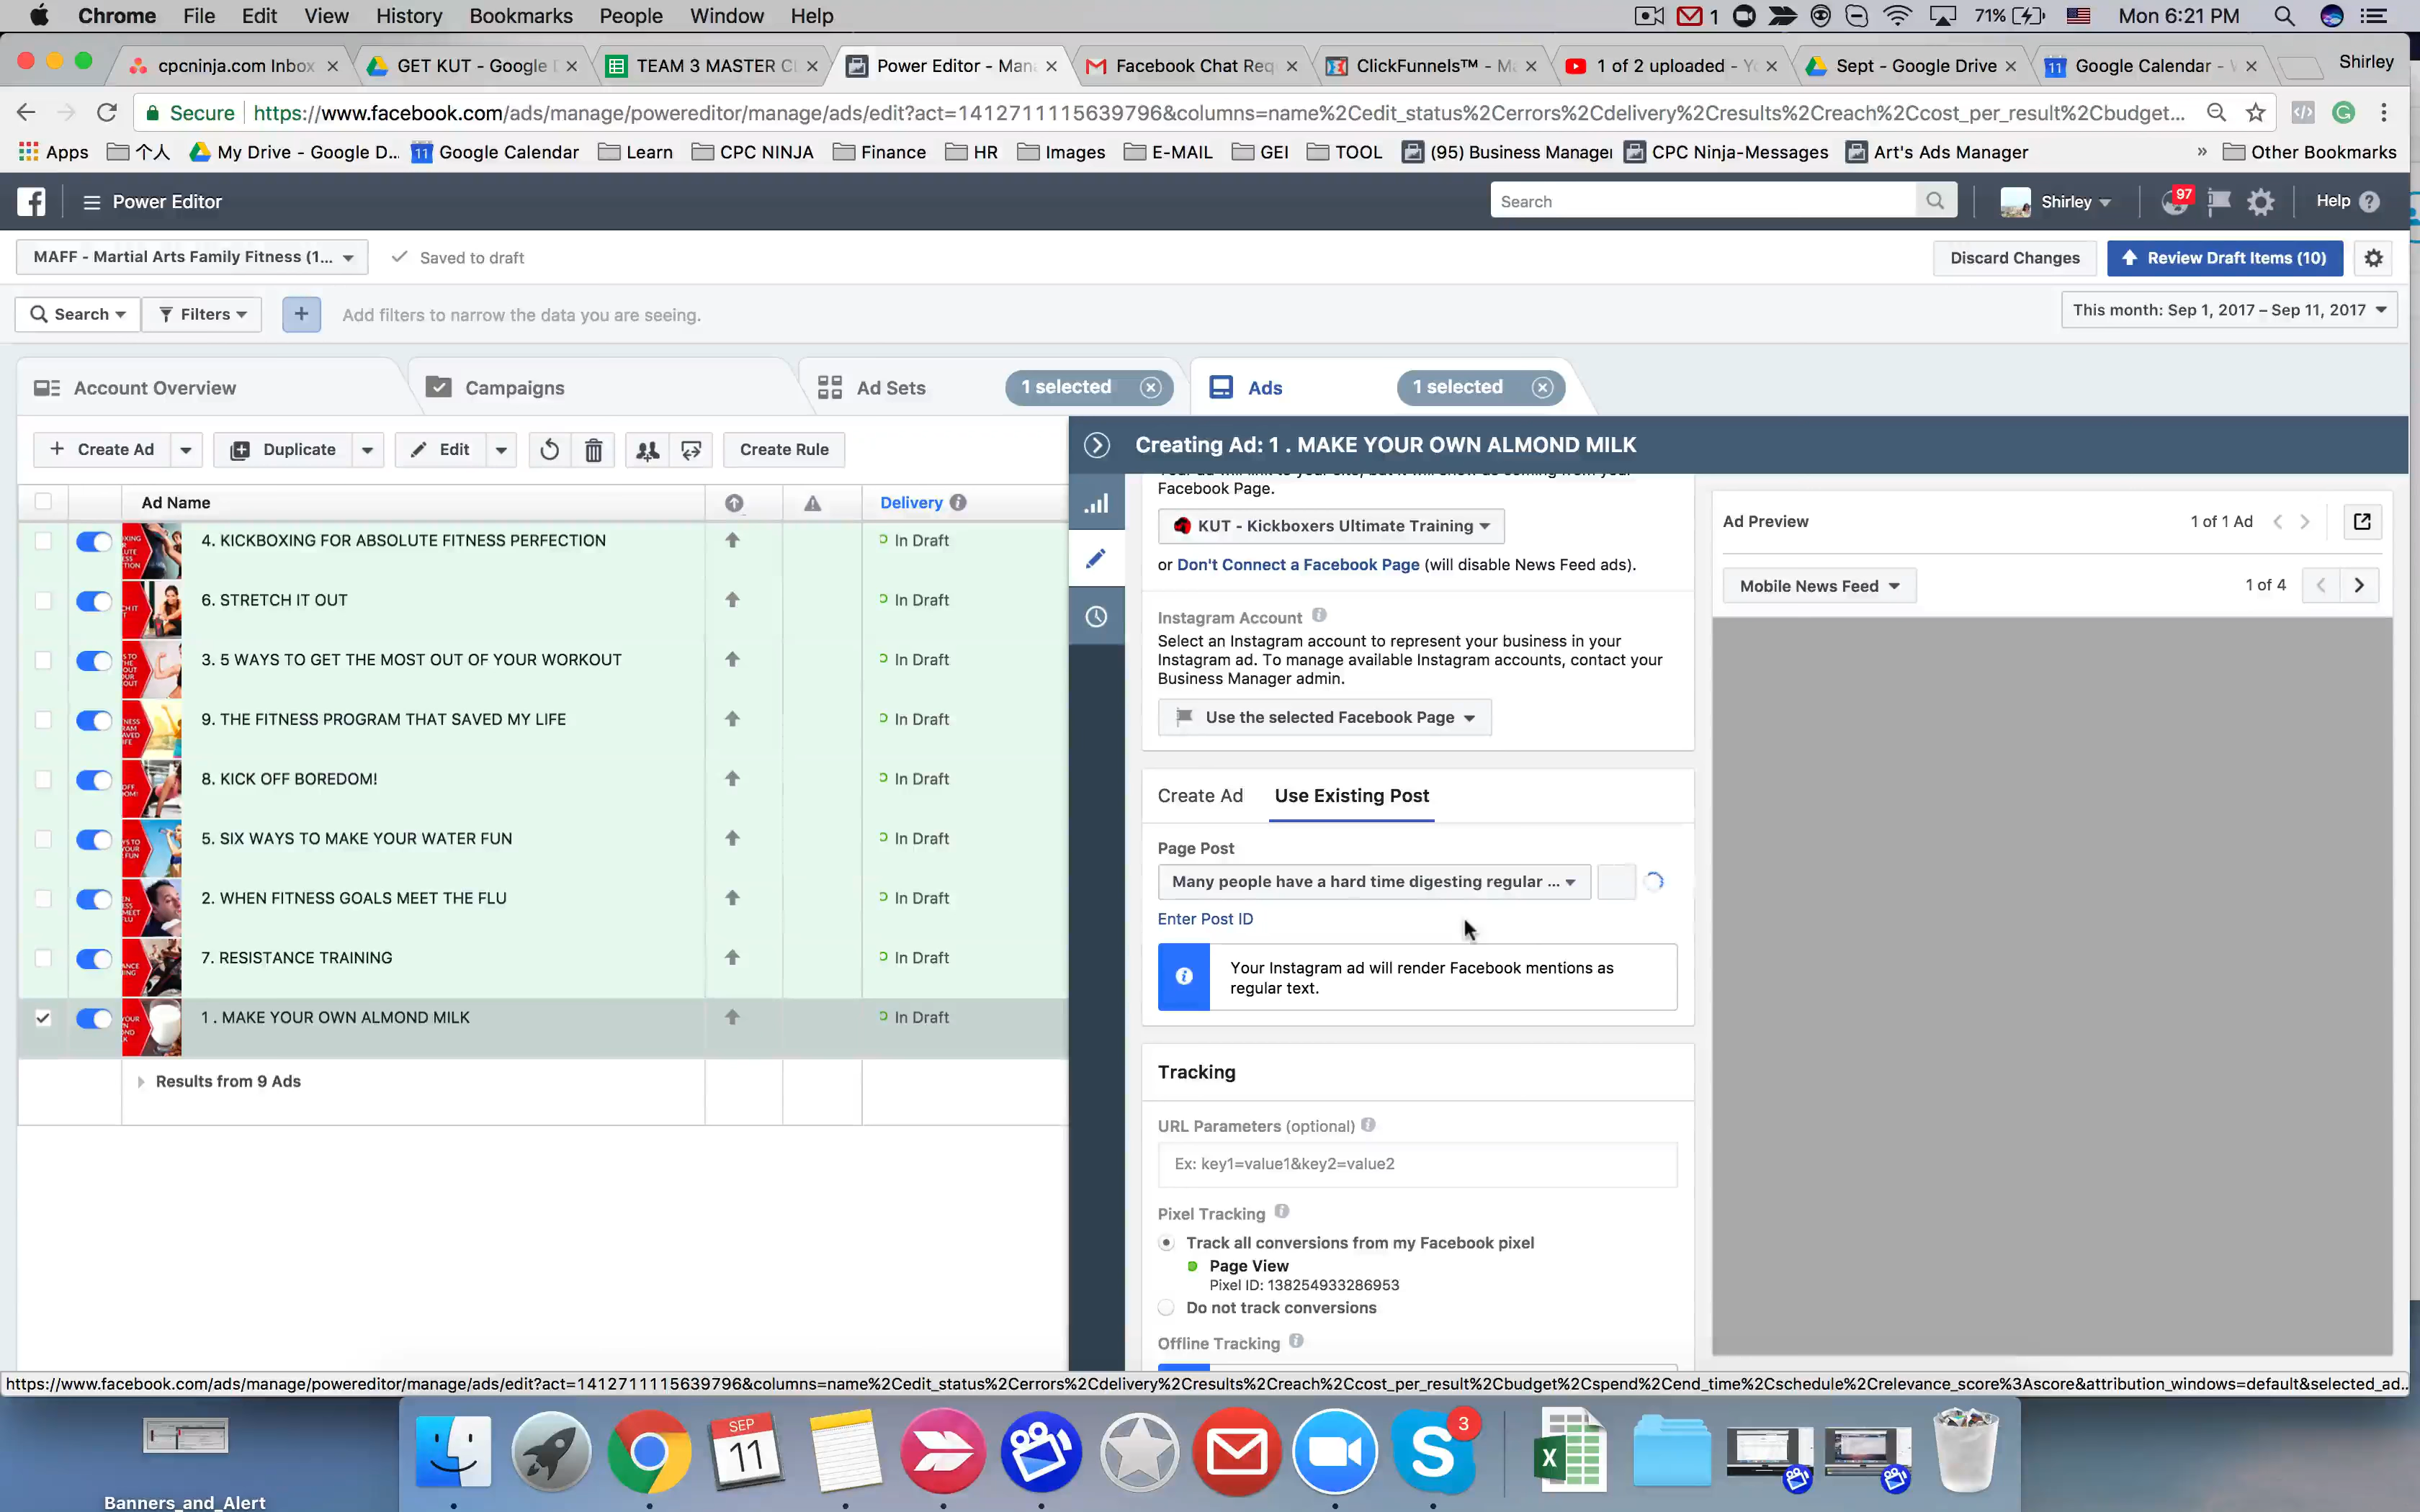 Chrome File Edit View History Bookmarks People Window Help 1 71% Mon 6:21 PM
cpcninja.com Inbox GET KUT - Google D TEAM 3 MASTER C Power Editor - Man Facebook Chat Req ClickFunnels™ - M 1 of 2 uploaded - Yo Sept - Google Drive Google Calendar - Shirley
Secure https://www.facebook.com/ads/manage/powereditor/manage/ads/edit?act=1412711115639796&columns=name%2Cedit_status%2Cerrors%2Cdelivery%2Cresults%2Creach%2Ccost_per_result%2Cbudget...
Apps 个人 My Drive - Google D... Google Calendar Learn CPC NINJA Finance HR Images E-MAIL GEI TOOL (95) Business Manager CPC Ninja-Messages Art's Ads Manager » Other Bookmarks
Power Editor Search Shirley 97 Help
MAFF - Martial Arts Family Fitness (1... Saved to draft Discard Changes Review Draft Items (10)
Search Filters + Add filters to narrow the data you are seeing. This month: Sep 1, 2017 – Sep 11, 2017
Account Overview Campaigns Ad Sets 1 selected Ads 1 selected
+ Create Ad Duplicate Edit Create Rule
Ad Name Delivery
4. KICKBOXING FOR ABSOLUTE FITNESS PERFECTION In Draft
6. STRETCH IT OUT In Draft
3. 5 WAYS TO GET THE MOST OUT OF YOUR WORKOUT In Draft
9. THE FITNESS PROGRAM THAT SAVED MY LIFE In Draft
8. KICK OFF BOREDOM! In Draft
5. SIX WAYS TO MAKE YOUR WATER FUN In Draft
2. WHEN FITNESS GOALS MEET THE FLU In Draft
7. RESISTANCE TRAINING In Draft
1 . MAKE YOUR OWN ALMOND MILK In Draft
Results from 9 Ads
Creating Ad: 1 . MAKE YOUR OWN ALMOND MILK
Facebook Page.
KUT - Kickboxers Ultimate Training
or Don't Connect a Facebook Page (will disable News Feed ads).
Instagram Account
Select an Instagram account to represent your business in your
Instagram ad. To manage available Instagram accounts, contact your
Business Manager admin.
Use the selected Facebook Page
Create Ad Use Existing Post
Page Post
Many people have a hard time digesting regular ...
Enter Post ID
Your Instagram ad will render Facebook mentions as
regular text.
Tracking
URL Parameters (optional)
Ex: key1=value1&key2=value2
Pixel Tracking
Track all conversions from my Facebook pixel
Page View
Pixel ID: 138254933286953
Do not track conversions
Offline Tracking
Ad Preview 1 of 1 Ad
Mobile News Feed 1 of 4
https://www.facebook.com/ads/manage/powereditor/manage/ads/edit?act=1412711115639796&columns=name%2Cedit_status%2Cerrors%2Cdelivery%2Cresults%2Creach%2Ccost_per_result%2Cbudget%2Cspend%2Cend_time%2Cschedule%2Crelevance_score%3Ascore&attribution_windows=default&selected_ad...
SEP
11
3
Banners_and_Alert